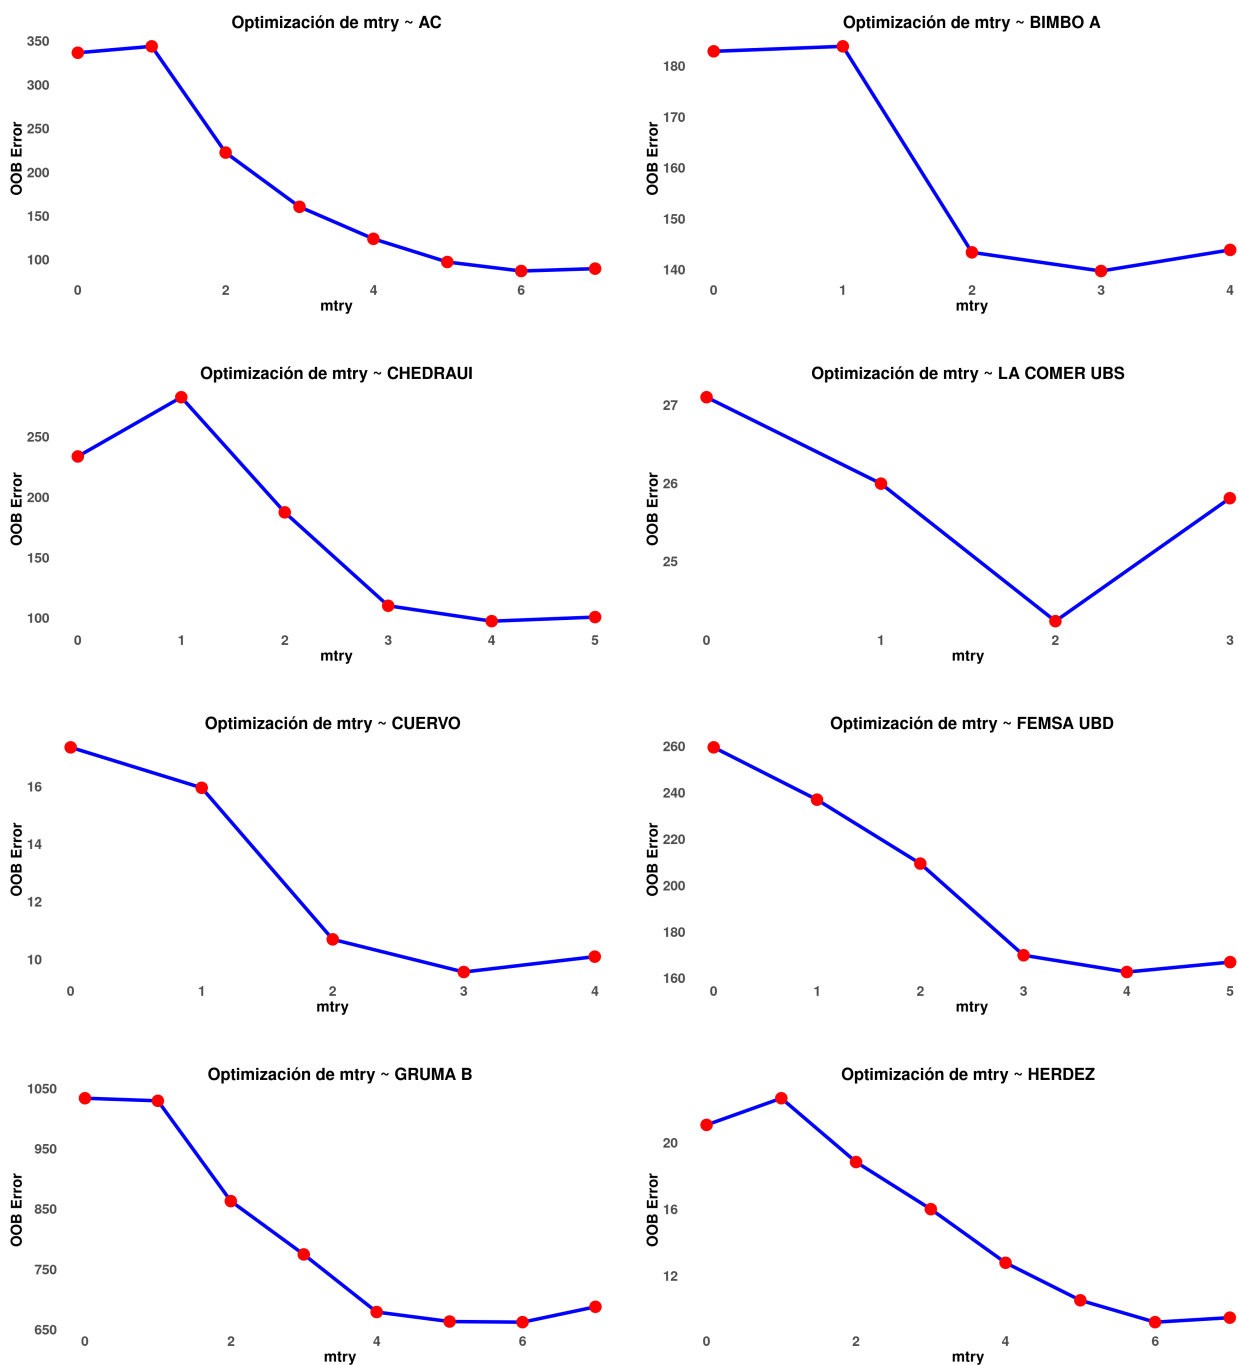 Optimización de mtry ~ AC
350
300
250
200
150
100
OOB Error
0 2 4 6
mtry
Optimización de mtry ~ BIMBO A
180
170
160
150
140
OOB Error
0 1 2 3 4
mtry
Optimización de mtry ~ CHEDRAUI
250
200
150
100
OOB Error
0 1 2 3 4 5
mtry
Optimización de mtry ~ LA COMER UBS
27
26
25
OOB Error
0 1 2 3
mtry
Optimización de mtry ~ CUERVO
16
14
12
10
OOB Error
0 1 2 3 4
mtry
Optimización de mtry ~ FEMSA UBD
260
240
220
200
180
160
OOB Error
0 1 2 3 4 5
mtry
Optimización de mtry ~ GRUMA B
1050
950
850
750
650
OOB Error
0 2 4 6
mtry
Optimización de mtry ~ HERDEZ
20
16
12
OOB Error
0 2 4 6
mtry